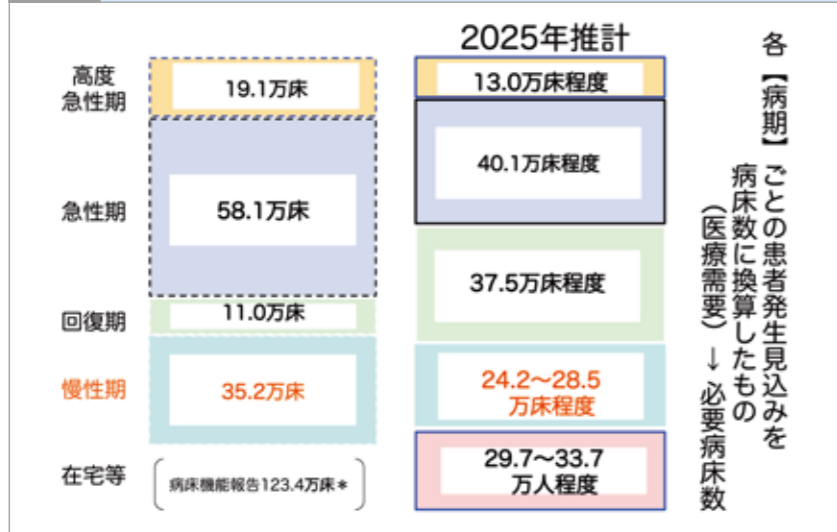 2025年推計
高度
急性期
19.1万床
13.0万床程度
急性期
58.1万床
40.1万床程度
回復期
11.0万床
37.5万床程度
慢性期
35.2万床
24.2〜28.5
万床程度
在宅等
病床機能報告123.4万床*
29.7〜33.7
万人程度
各【病期】ごとの患者発生見込みを
病床数に換算したもの
（医療需要）→必要病床数